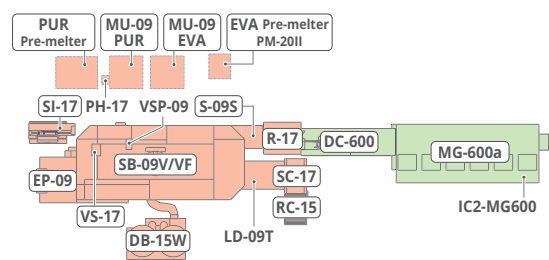 PUR
Pre-melter
MU-09
PUR
MU-09
EVA
EVA Pre-melter
PM-20II
SI-17
PH-17
VSP-09
S-09S
R-17
DC-600
MG-600a
EP-09
SB-09V/VF
SC-17
RC-15
IC2-MG600
VS-17
DB-15W
LD-09T